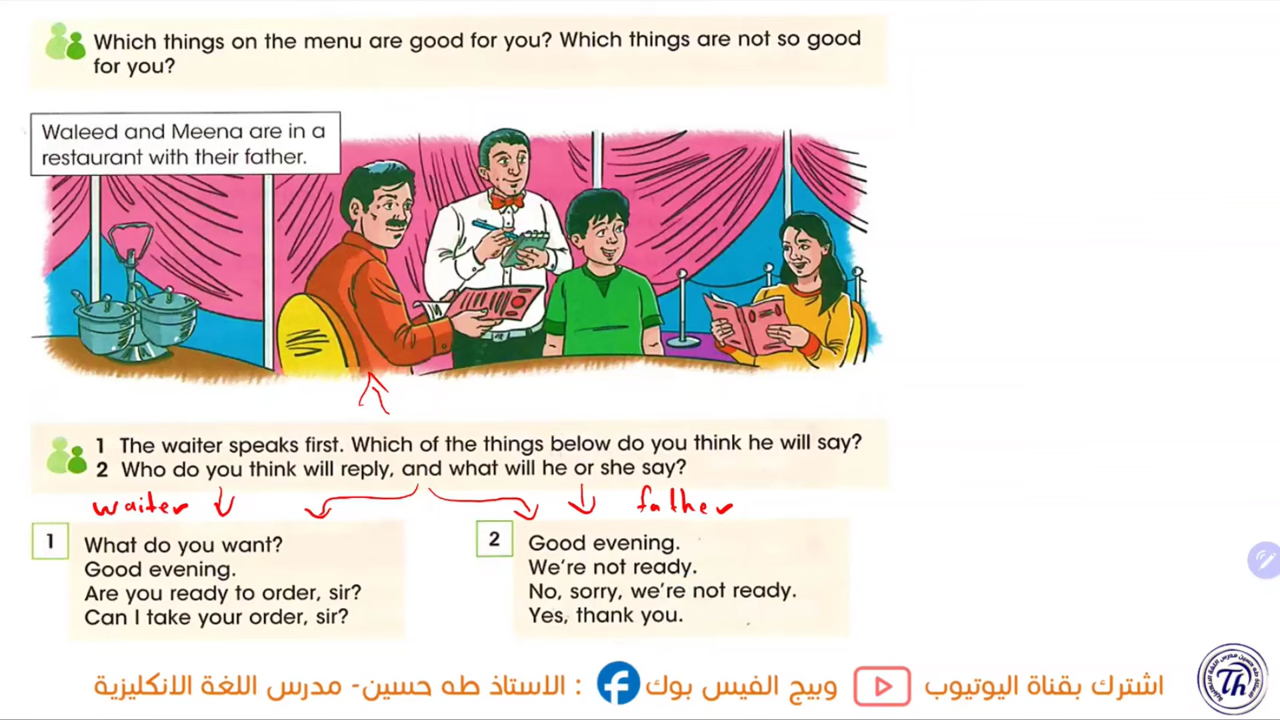 Which things on the menu are good for you? Which things are not so good
for you?
Waleed and Meena are in a
restaurant with their father.
1 The waiter speaks first. Which of the things below do you think he will say?
2 Who do you think will reply, and what will he or she say?
waiter
father
1
What do you want?
Good evening.
Are you ready to order, sir?
Can I take your order, sir?
2
Good evening.
We're not ready.
No, sorry, we're not ready.
Yes, thank you.
اشترك بقناة اليوتيوب وبيج الفيس بوك : الاستاذ طه حسين- مدرس اللغة الانكليزية
Th